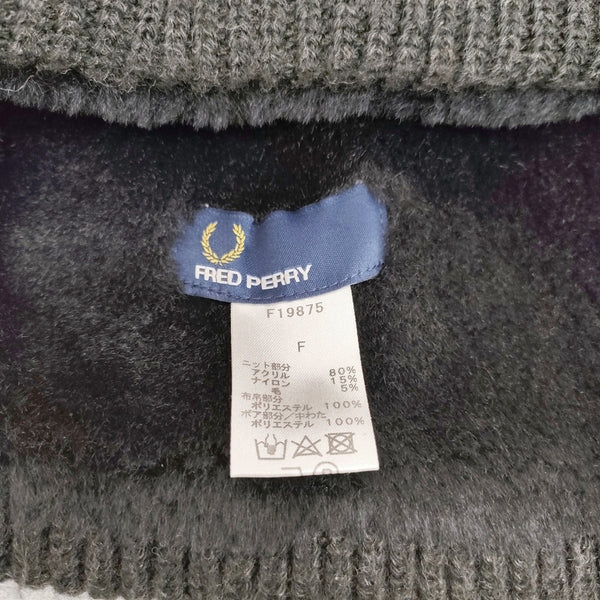 FRED PERRY
F19875
F
ニット部分
アクリル 80%
ナイロン 15%
毛 5%
布帛部分
ポリエステル 100%
ボア部分/中わた
ポリエステル 100%